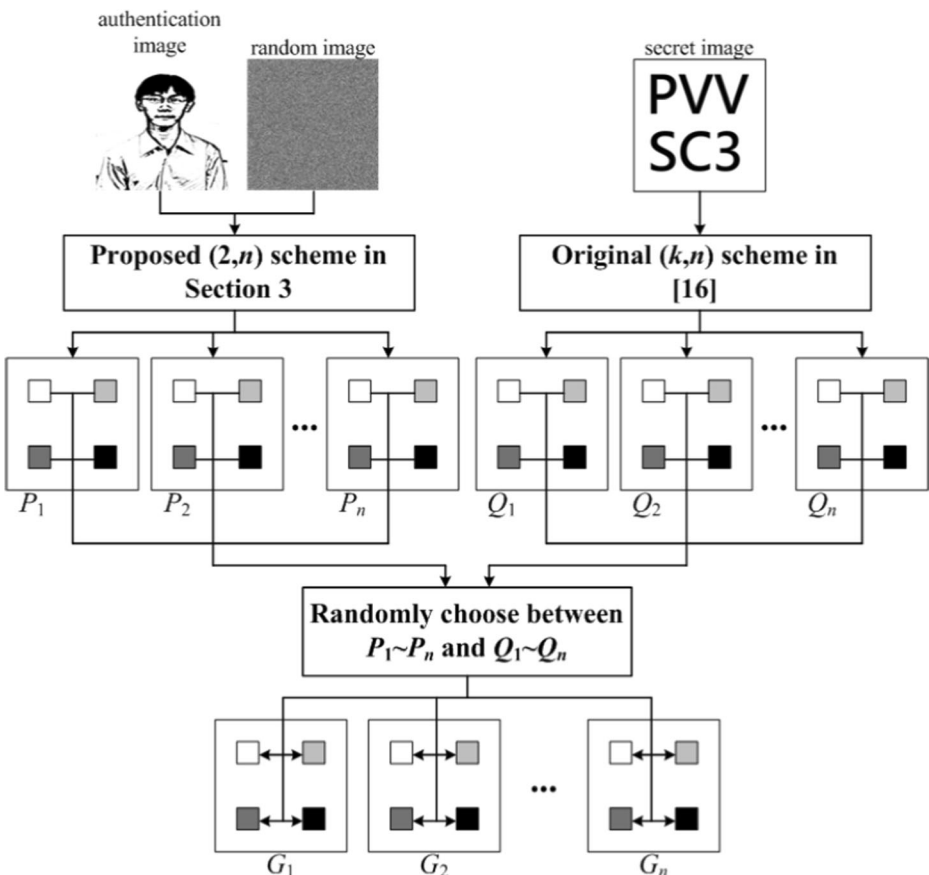 authentication
image
random image
secret image
PVV
SC3
Proposed (2,n) scheme in
Section 3
Original (k,n) scheme in
[16]
...
...
P1
P2
Pn
Q1
Q2
Qn
Randomly choose between
P1~Pn and Q1~Qn
...
G1
G2
Gn